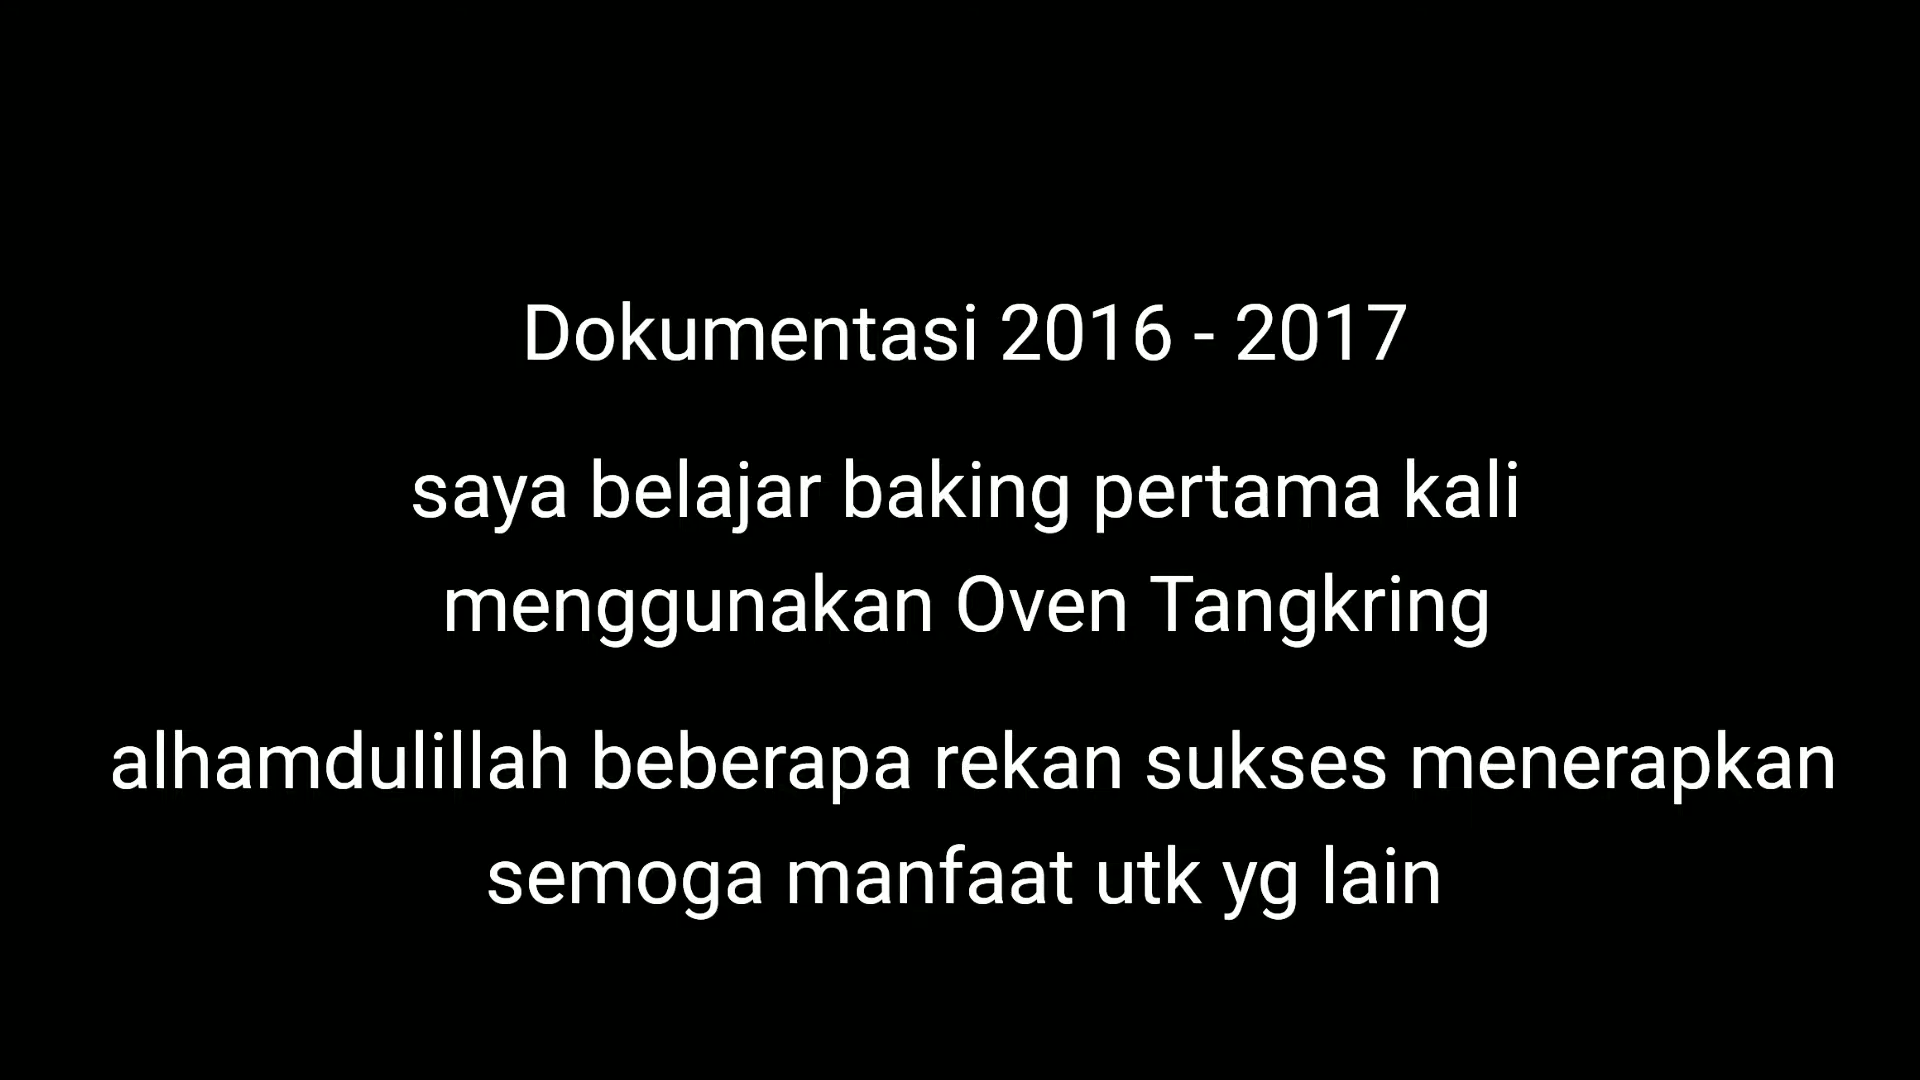 Dokumentasi 2016 - 2017
saya belajar baking pertama kali
menggunakan Oven Tangkring
alhamdulillah beberapa rekan sukses menerapkan
semoga manfaat utk yg lain